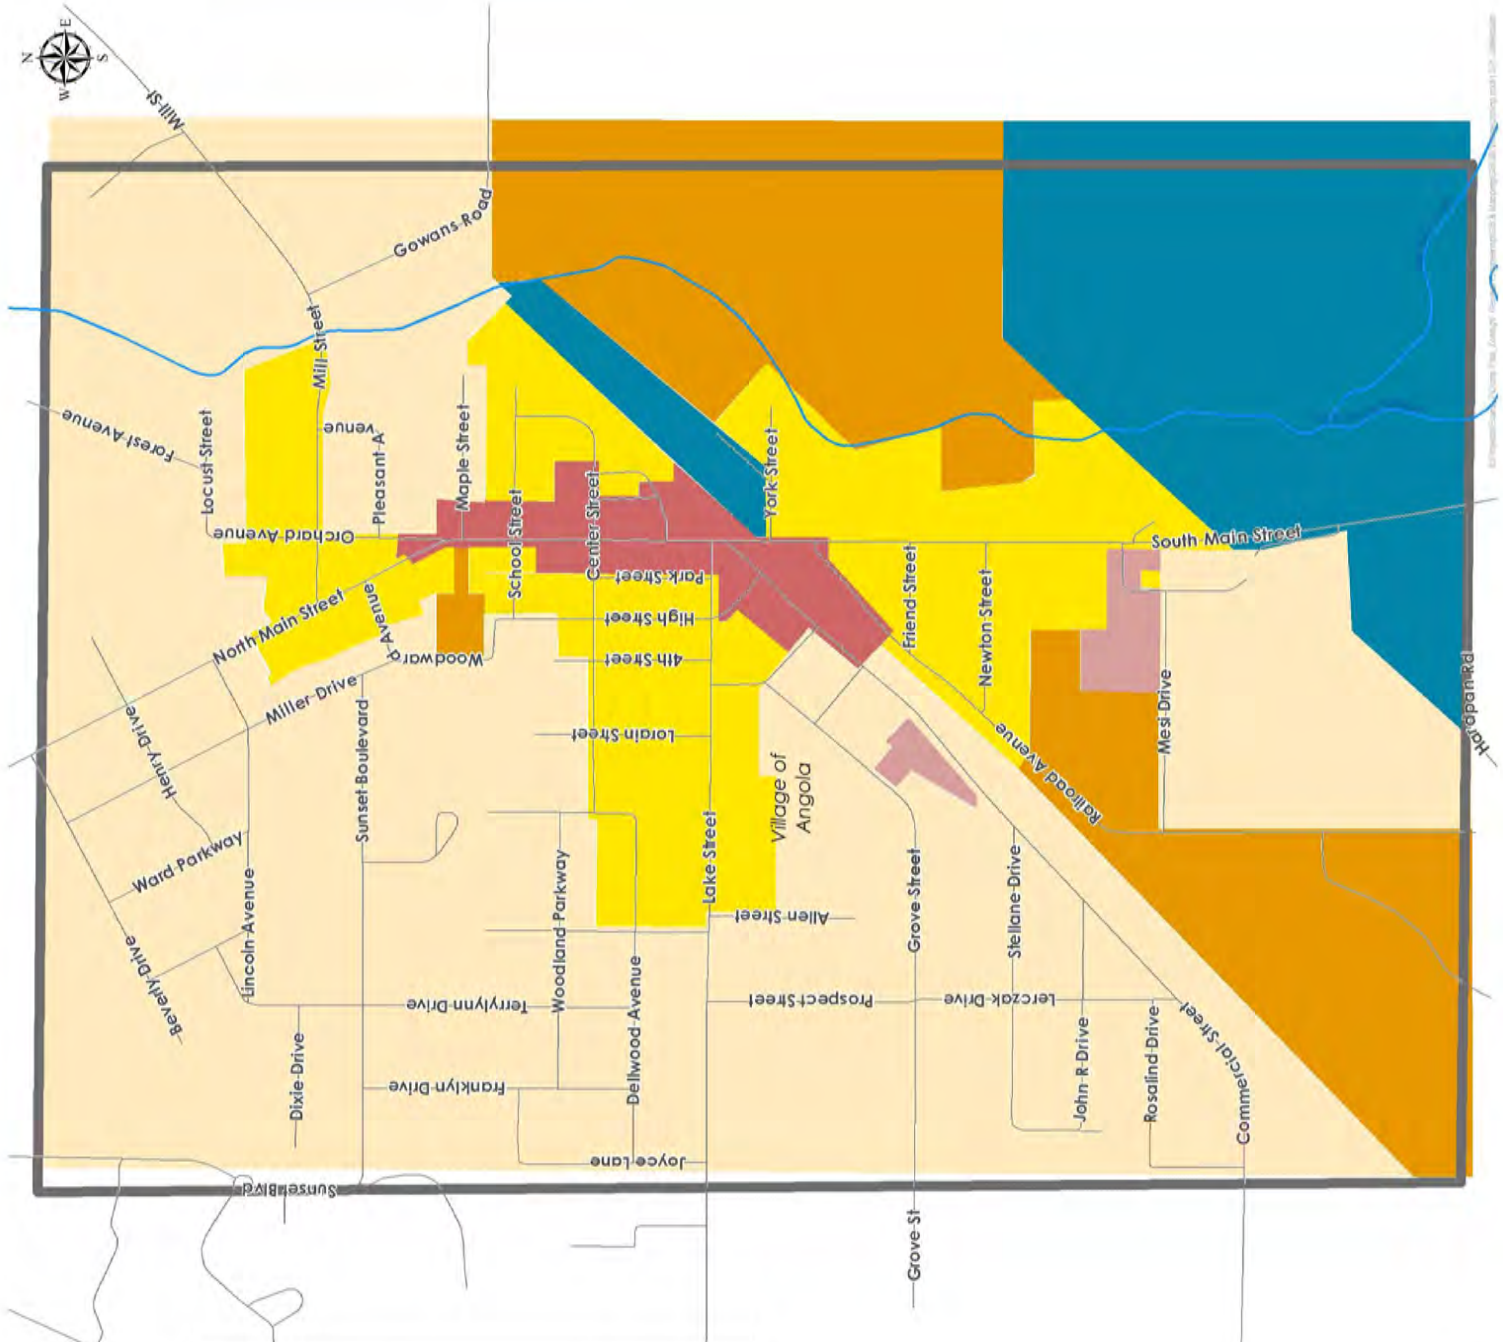 E
N
S
W
Mill-St
Gowans Road
Mill-Street
Forest Avenue
Locust-Street
venue
Pleasant-A
Maple-Street
Orchard Avenue
School Street
Center-Street
York-Street
South-Main Street
North Main Street
d Avenue
Woodward
Park-Street
High Street
4th-Street
Friend-Street
Newton-Street
Miller Drive
Henry-Drive
Sunset-Boulevard
Lorain-Street
Village of
Angola
Railroad Avenue
Mesi-Drive
Ward-Parkway
Lincoln-Avenue
Beverly-Drive
Woodland-Parkway
Lake-Street
Allen-Street
Grove-Street
Stellane-Drive
Terrylynn-Drive
Dellwood-Avenue
Prospect-Street
Lerczak-Drive
Dixie-Drive
Franklyn-Drive
John-R-Drive
Rosalind-Drive
Commercial-Street
Commercial
Joyce Lane
Sunset-Blvd
Grove-St